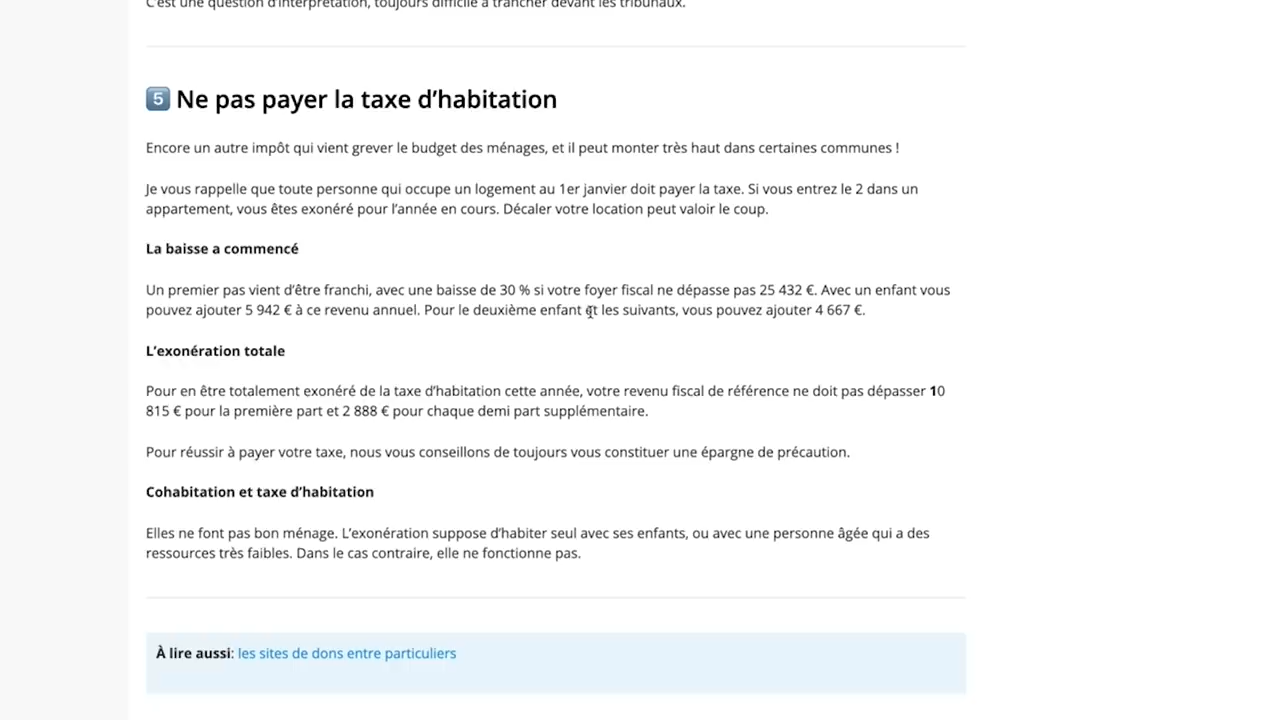 C'est une question d'interprétation, toujours difficile à trancher devant les tribunaux.
5 Ne pas payer la taxe d'habitation
Encore un autre impôt qui vient grever le budget des ménages, et il peut monter très haut dans certaines communes !
Je vous rappelle que toute personne qui occupe un logement au 1er janvier doit payer la taxe. Si vous entrez le 2 dans un
appartement, vous êtes exonéré pour l'année en cours. Décaler votre location peut valoir le coup.
La baisse a commencé
Un premier pas vient d'être franchi, avec une baisse de 30 % si votre foyer fiscal ne dépasse pas 25 432 €. Avec un enfant vous
pouvez ajouter 5 942 € à ce revenu annuel. Pour le deuxième enfant et les suivants, vous pouvez ajouter 4 667 €.
L'exonération totale
Pour en être totalement exonéré de la taxe d'habitation cette année, votre revenu fiscal de référence ne doit pas dépasser 10
815 € pour la première part et 2 888 € pour chaque demi part supplémentaire.
Pour réussir à payer votre taxe, nous vous conseillons de toujours vous constituer une épargne de précaution.
Cohabitation et taxe d'habitation
Elles ne font pas bon ménage. L'exonération suppose d'habiter seul avec ses enfants, ou avec une personne âgée qui a des
ressources très faibles. Dans le cas contraire, elle ne fonctionne pas.
À lire aussi: les sites de dons entre particuliers